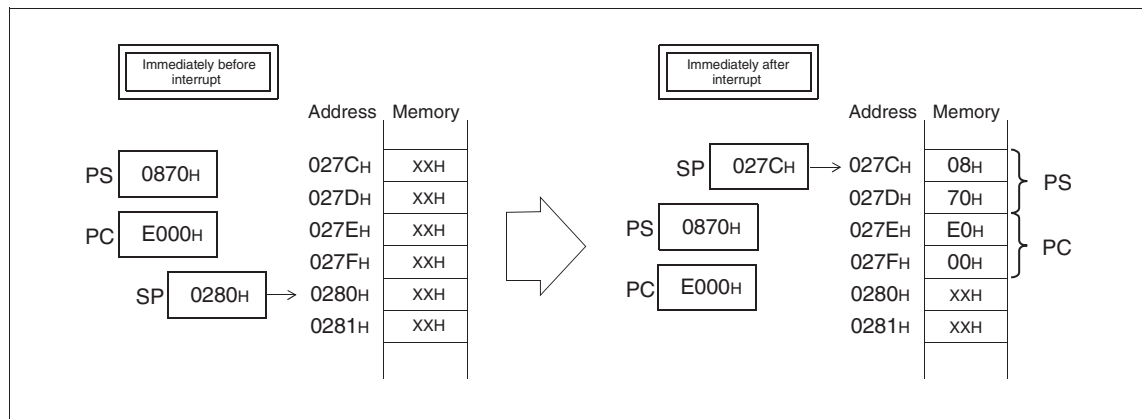 Immediately before
interrupt
Address Memory
PS 0870H
PC E000H
SP 0280H
027CH XXH
027DH XXH
027EH XXH
027FH XXH
0280H XXH
0281H XXH
Immediately after
interrupt
Address Memory
SP 027CH
PS 0870H
PC E000H
027CH 08H
027DH 70H
027EH E0H
027FH 00H
0280H XXH
0281H XXH
PS
PC